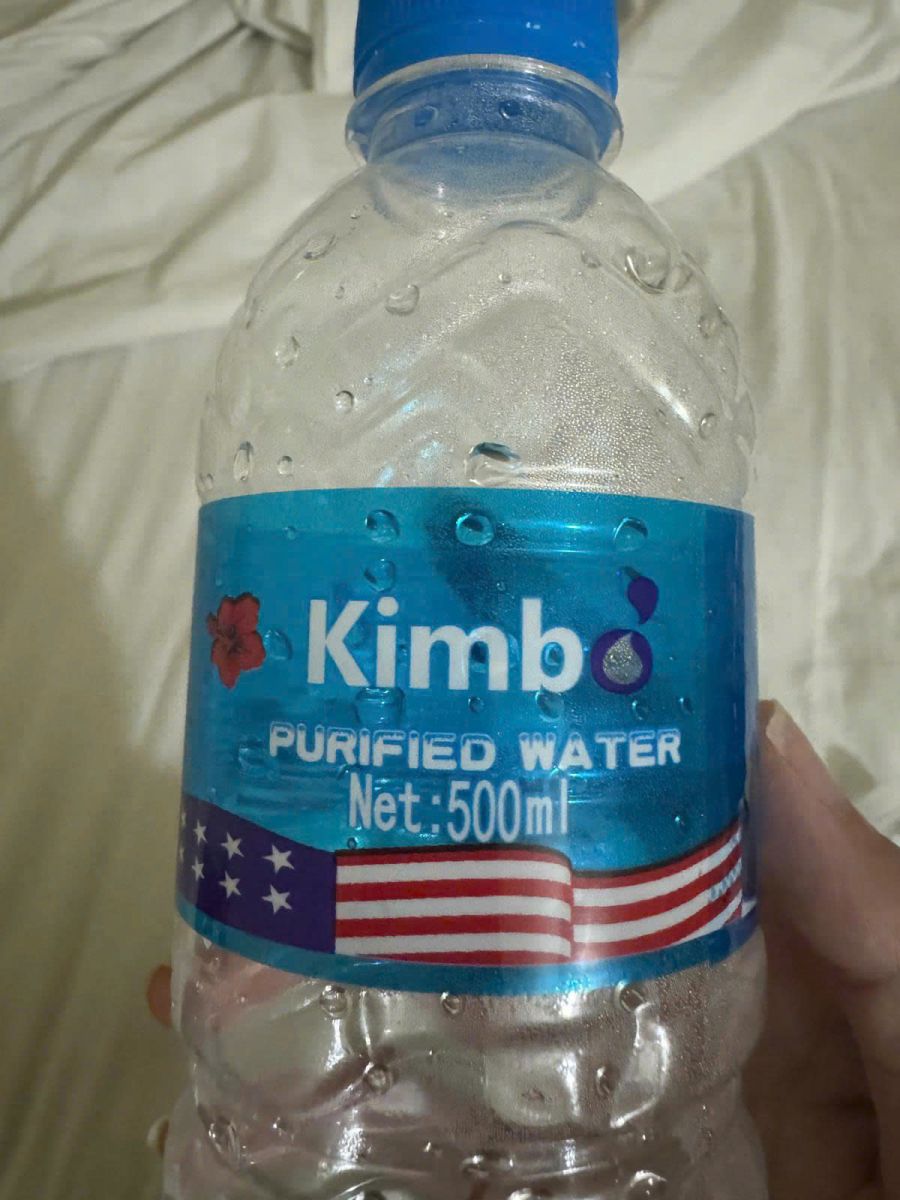 Kimbo
PURIFIED WATER
Net:500ml